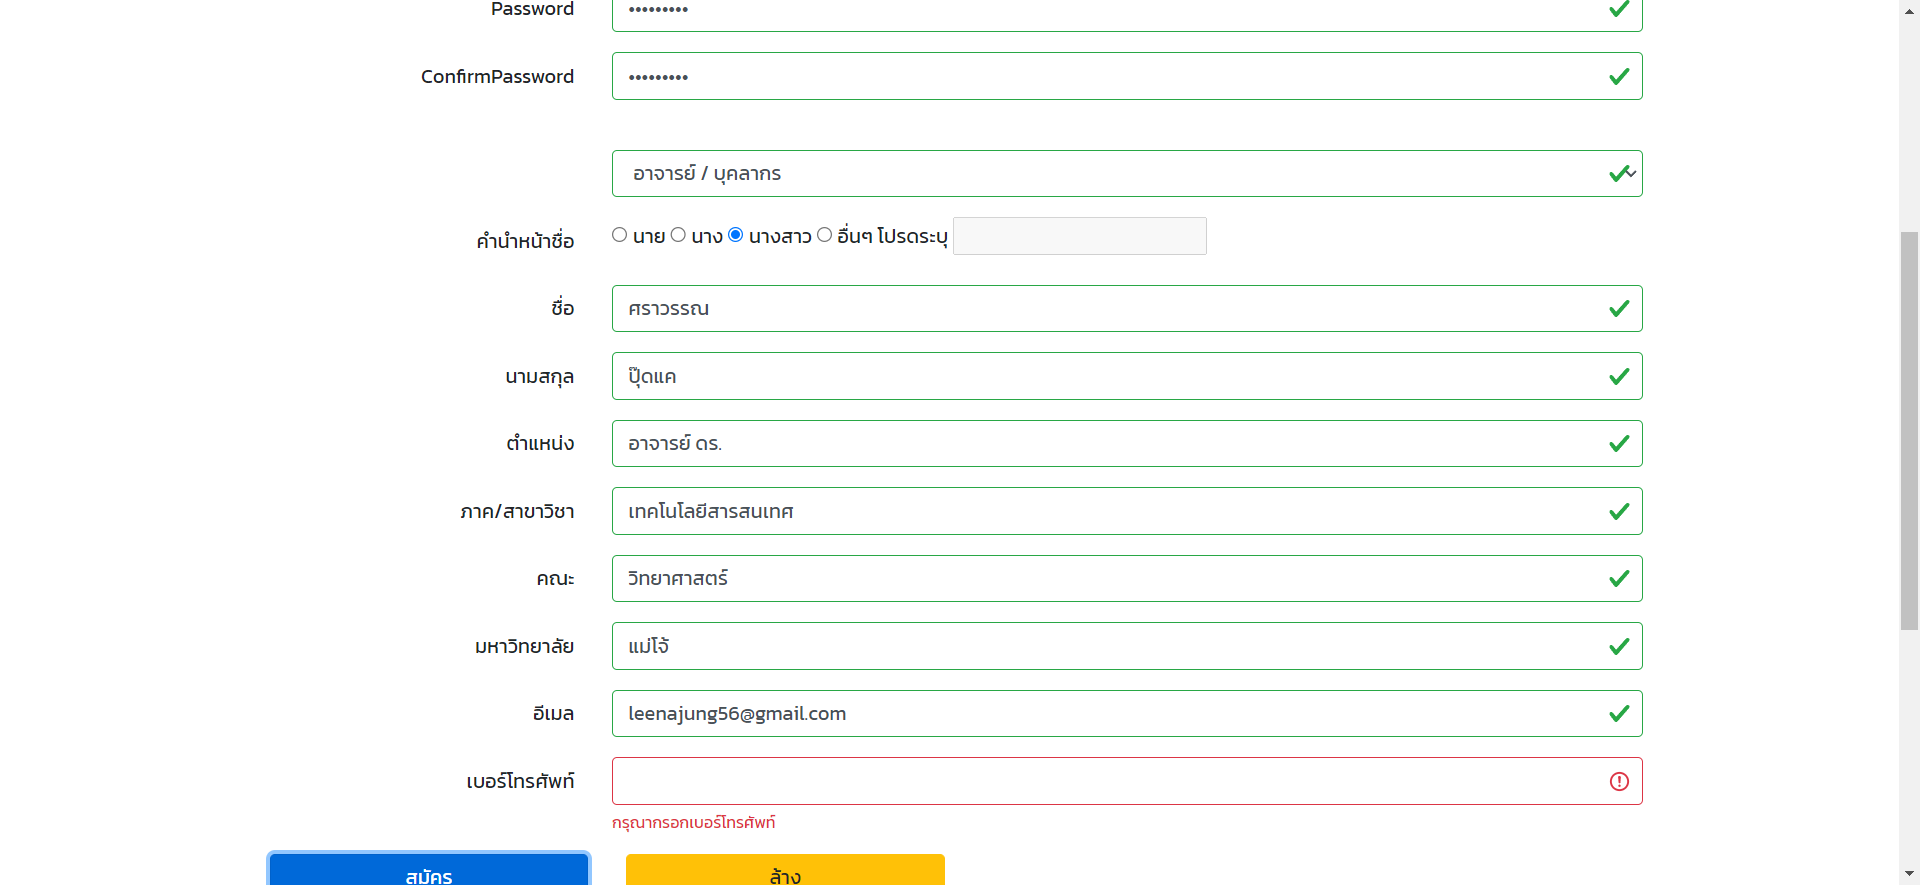 Password •••••••••
ConfirmPassword •••••••••
อาจารย์ / บุคลากร
คำนำหน้าชื่อ นาย นาง นางสาว อื่นๆ โปรดระบุ
ชื่อ ศราวรรณ
นามสกุล ปุ๊ดแค
ตำแหน่ง อาจารย์ ดร.
ภาค/สาขาวิชา เทคโนโลยีสารสนเทศ
คณะ วิทยาศาสตร์
มหาวิทยาลัย แม่โจ้
อีเมล leenajung56@gmail.com
เบอร์โทรศัพท์
กรุณากรอกเบอร์โทรศัพท์
สมัคร ล้าง